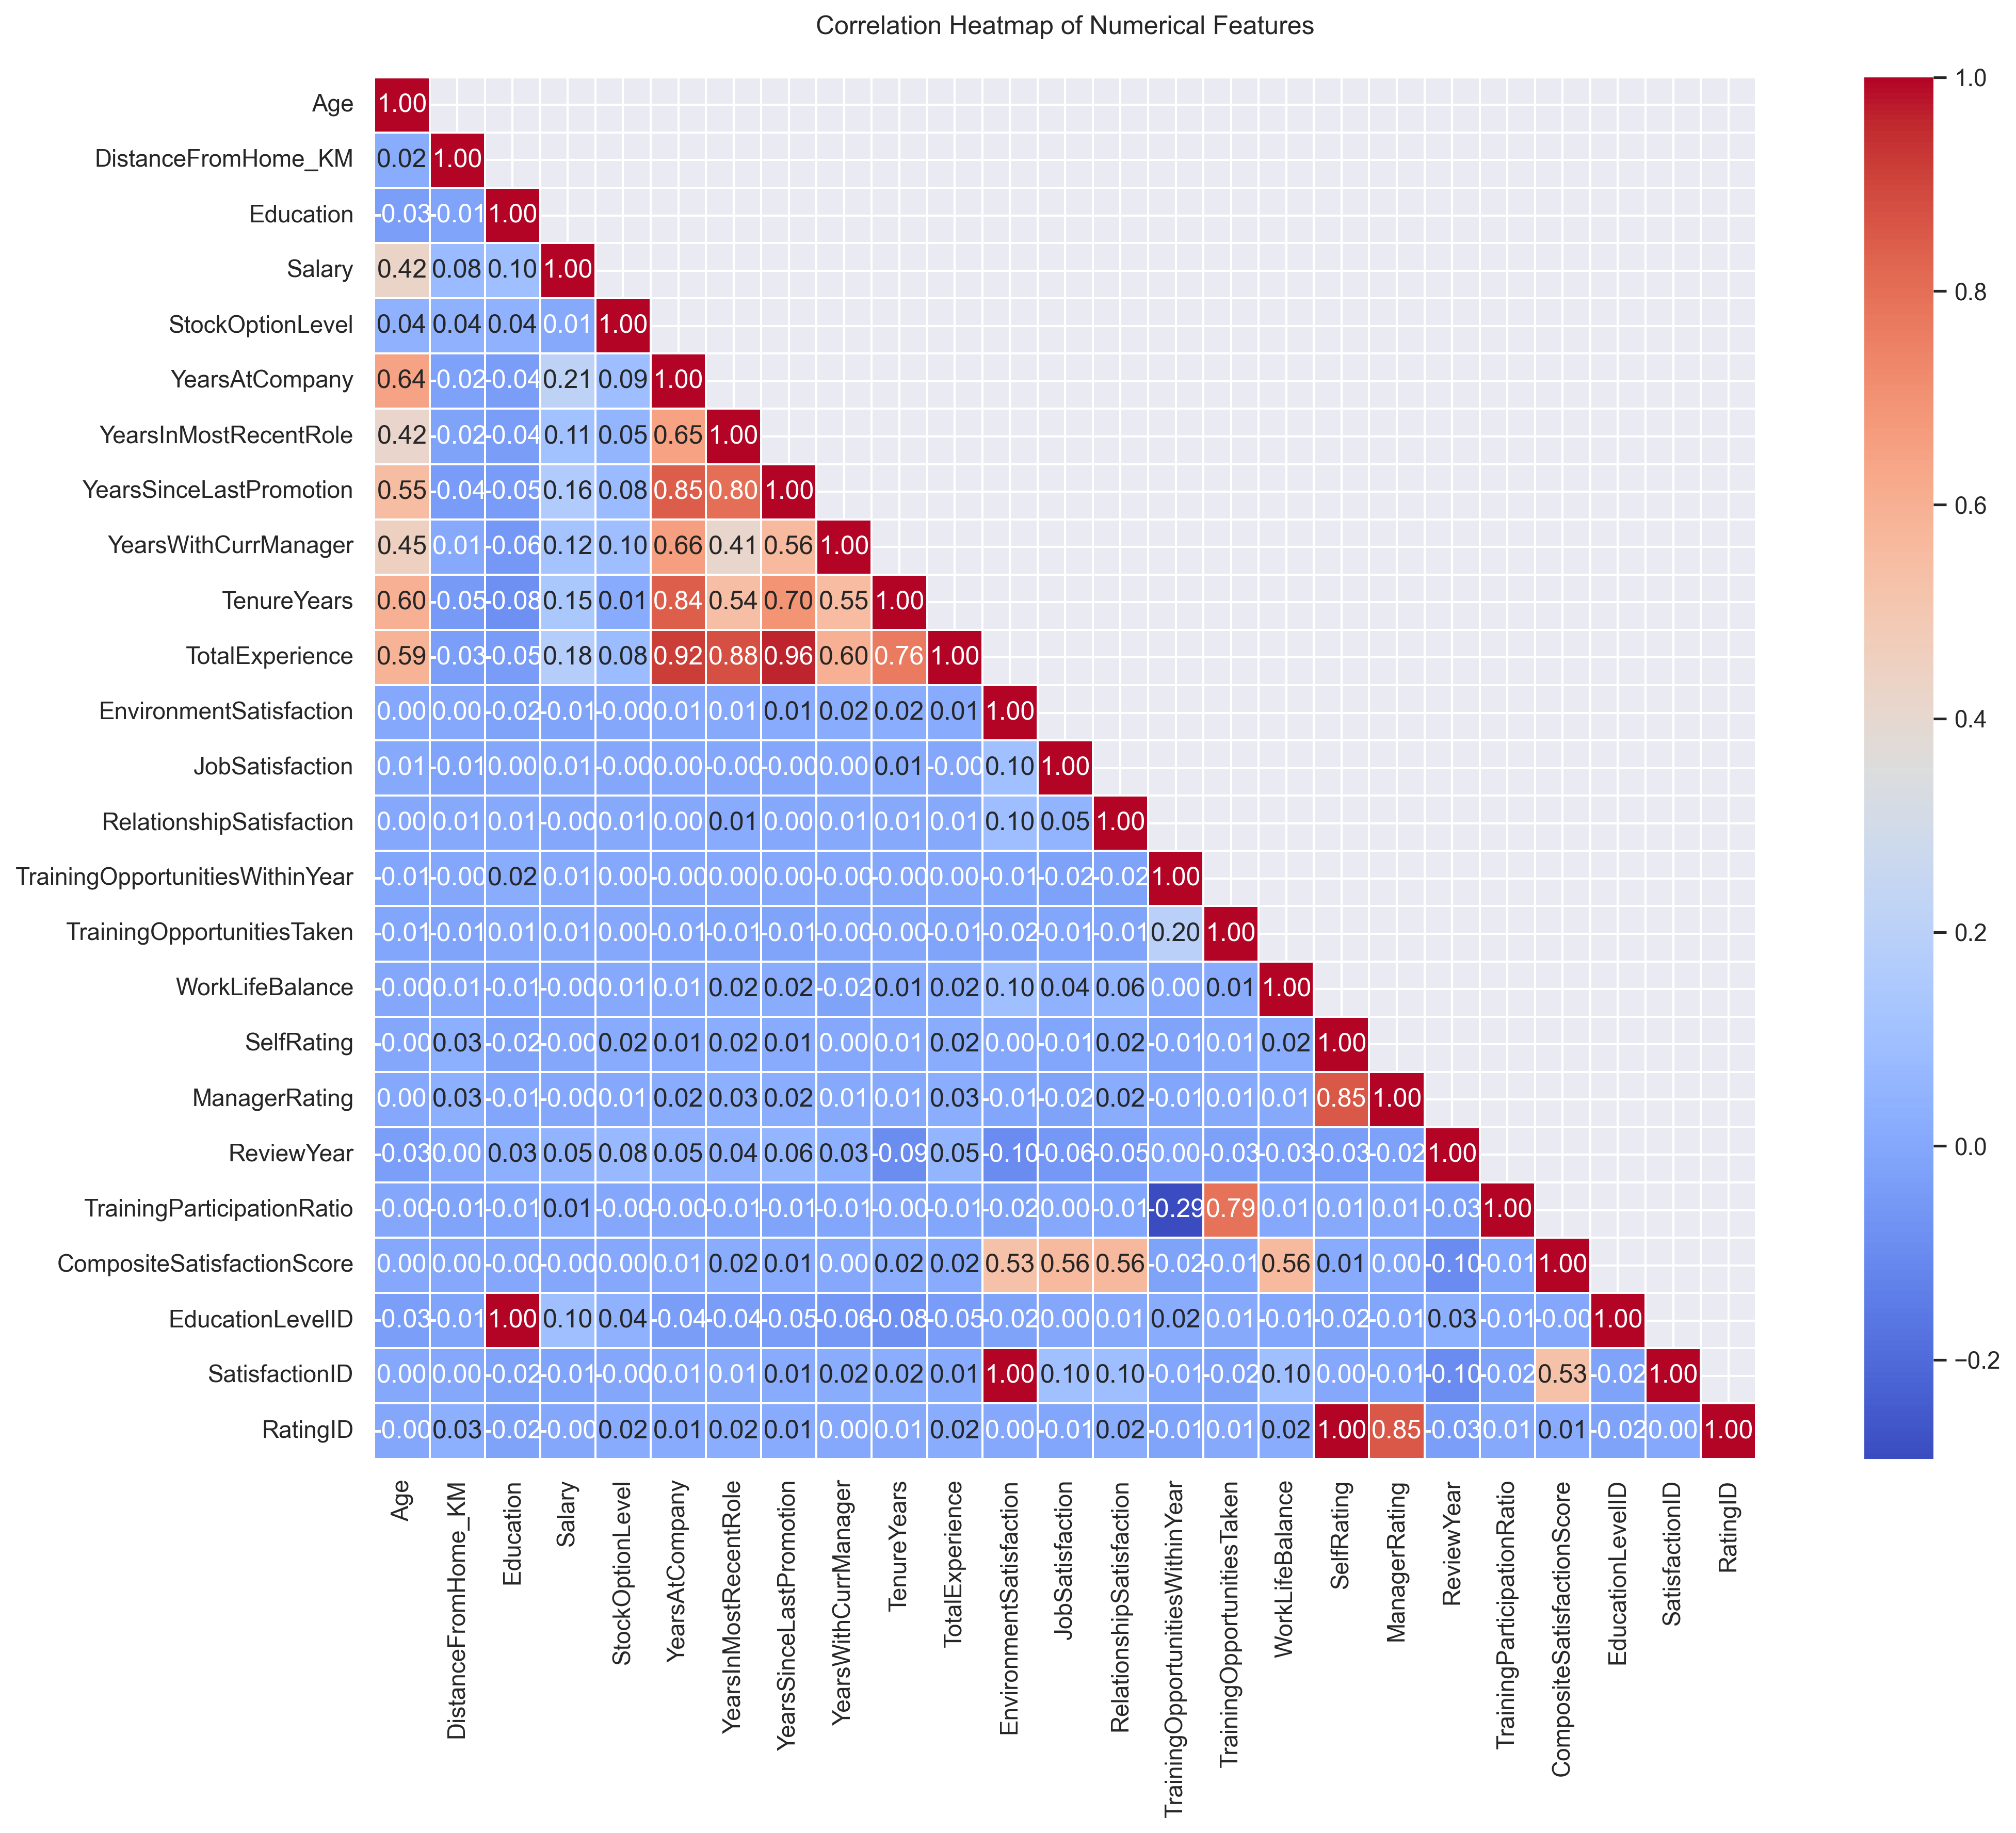 Correlation Heatmap of Numerical Features
Age 1.00
DistanceFromHome_KM 0.02 1.00
Education -0.03 -0.01 1.00
Salary 0.42 0.08 0.10 1.00
StockOptionLevel 0.04 0.04 0.04 0.01 1.00
YearsAtCompany 0.64 -0.02 -0.04 0.21 0.09 1.00
YearsInMostRecentRole 0.42 -0.02 -0.04 0.11 0.05 0.65 1.00
YearsSinceLastPromotion 0.55 -0.04 -0.05 0.16 0.08 0.85 0.80 1.00
YearsWithCurrManager 0.45 0.01 -0.06 0.12 0.10 0.66 0.41 0.56 1.00
TenureYears 0.60 -0.05 -0.08 0.15 0.01 0.84 0.54 0.70 0.55 1.00
TotalExperience 0.59 -0.03 -0.05 0.18 0.08 0.92 0.88 0.96 0.60 0.76 1.00
EnvironmentSatisfaction 0.00 0.00 -0.02 -0.01 -0.00 0.01 0.01 0.01 0.02 0.02 0.01 1.00
JobSatisfaction 0.01 -0.01 0.00 0.01 -0.00 0.00 -0.00 -0.00 0.00 0.01 -0.00 0.10 1.00
RelationshipSatisfaction 0.00 0.01 0.01 -0.00 0.01 0.00 0.01 0.00 0.01 0.01 0.01 0.10 0.05 1.00
TrainingOpportunitiesWithinYear -0.01 -0.00 0.02 0.01 0.00 -0.00 0.00 0.00 -0.00 -0.00 0.00 -0.01 -0.02 -0.02 1.00
TrainingOpportunitiesTaken -0.01 -0.01 0.01 0.01 0.00 -0.01 -0.01 -0.01 -0.00 -0.00 -0.01 -0.02 -0.01 -0.01 0.20 1.00
WorkLifeBalance -0.00 0.01 -0.01 -0.00 0.01 0.01 0.02 0.02 -0.02 0.01 0.02 0.10 0.04 0.06 0.00 0.01 1.00
SelfRating -0.00 0.03 -0.02 -0.00 0.02 0.01 0.02 0.01 0.00 0.01 0.02 0.00 -0.01 0.02 -0.01 0.01 0.02 1.00
ManagerRating 0.00 0.03 -0.01 -0.00 0.01 0.02 0.03 0.02 0.01 0.01 0.03 -0.01 -0.02 0.02 -0.01 0.01 0.01 0.85 1.00
ReviewYear -0.03 0.00 0.03 0.05 0.08 0.05 0.04 0.06 0.03 -0.09 0.05 -0.10 -0.06 -0.05 0.00 -0.03 -0.03 -0.03 -0.02 1.00
TrainingParticipationRatio -0.00 -0.01 -0.01 0.01 -0.00 -0.00 -0.01 -0.01 -0.01 -0.00 -0.01 -0.02 0.00 -0.01 -0.29 0.79 0.01 0.01 0.01 -0.03 1.00
CompositeSatisfactionScore 0.00 0.00 -0.00 -0.00 0.00 0.01 0.02 0.01 0.00 0.02 0.02 0.53 0.56 0.56 -0.02 -0.01 0.56 0.01 0.00 -0.10 -0.01 1.00
EducationLevelID -0.03 -0.01 1.00 0.10 0.04 -0.04 -0.04 -0.05 -0.06 -0.08 -0.05 -0.02 0.00 0.01 0.02 0.01 -0.01 -0.02 -0.01 0.03 -0.01 -0.00 1.00
SatisfactionID 0.00 0.00 -0.02 -0.01 -0.00 0.01 0.01 0.01 0.02 0.02 0.01 1.00 0.10 0.10 -0.01 -0.02 0.10 0.00 -0.01 -0.10 -0.02 0.53 -0.02 1.00
RatingID -0.00 0.03 -0.02 -0.00 0.02 0.01 0.02 0.01 0.00 0.01 0.02 0.00 -0.01 0.02 -0.01 0.01 0.02 1.00 0.85 -0.03 0.01 0.01 -0.02 0.00 1.00
Age
DistanceFromHome_KM
Education
Salary
StockOptionLevel
YearsAtCompany
YearsInMostRecentRole
YearsSinceLastPromotion
YearsWithCurrManager
TenureYears
TotalExperience
EnvironmentSatisfaction
JobSatisfaction
RelationshipSatisfaction
TrainingOpportunitiesWithinYear
TrainingOpportunitiesTaken
WorkLifeBalance
SelfRating
ManagerRating
ReviewYear
TrainingParticipationRatio
CompositeSatisfactionScore
EducationLevelID
SatisfactionID
RatingID
1.0
0.8
0.6
0.4
0.2
0.0
−0.2